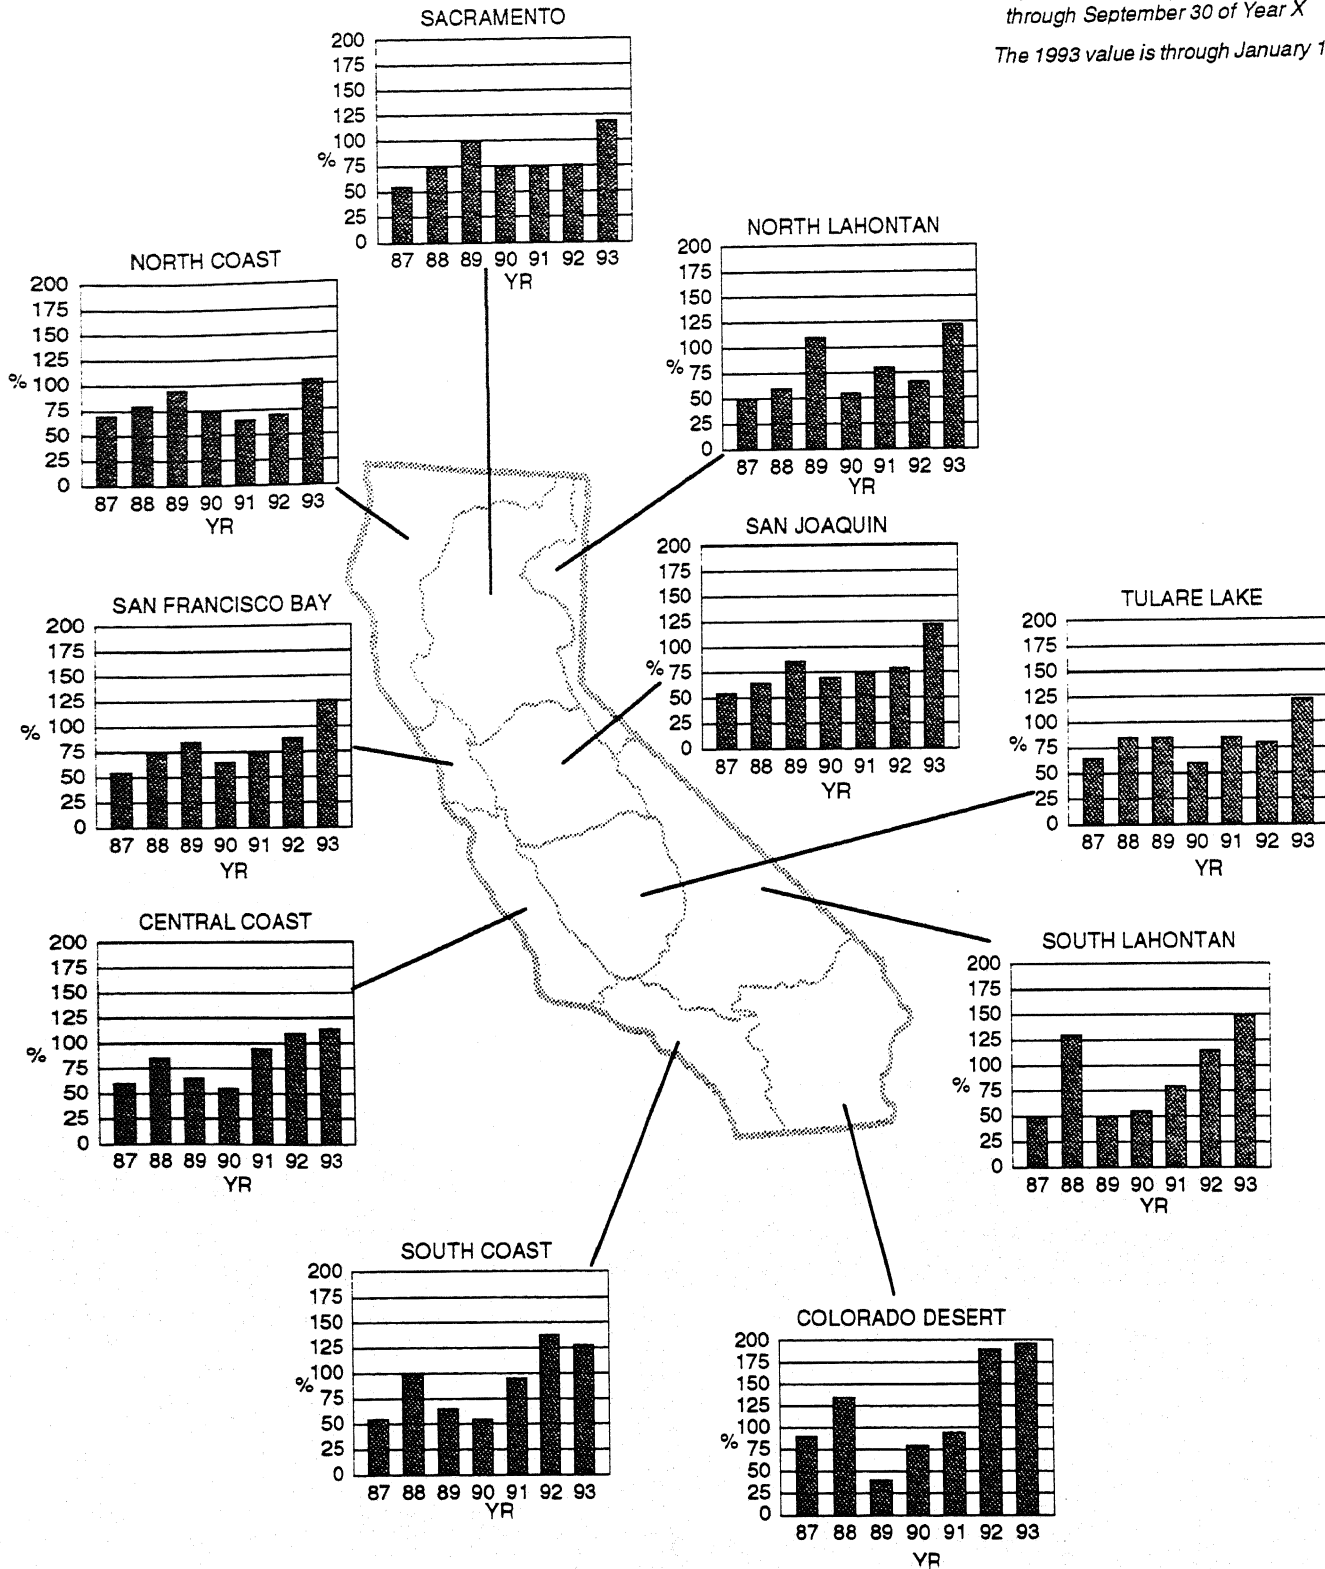 through September 30 of Year X
The 1993 value is through January 1
SACRAMENTO
200
175
150
125
100
% 75
50
25
0
87 88 89 90 91 92 93
YR
NORTH LAHONTAN
200
175
150
125
100
% 75
50
25
0
87 88 89 90 91 92 93
YR
NORTH COAST
200
175
150
125
% 100
75
50
25
0
87 88 89 90 91 92 93
YR
SAN JOAQUIN
200
175
150
125
100
% 75
50
25
0
87 88 89 90 91 92 93
YR
SAN FRANCISCO BAY
200
175
150
125
% 100
75
50
25
0
87 88 89 90 91 92 93
YR
TULARE LAKE
200
175
150
125
100
% 75
50
25
0
87 88 89 90 91 92 93
YR
CENTRAL COAST
200
175
150
125
100
% 75
50
25
0
87 88 89 90 91 92 93
YR
SOUTH LAHONTAN
200
175
150
125
100
% 75
50
25
0
87 88 89 90 91 92 93
YR
SOUTH COAST
200
175
150
125
100
% 75
50
25
0
87 88 89 90 91 92 93
YR
COLORADO DESERT
200
175
150
125
100
% 75
50
25
0
87 88 89 90 91 92 93
YR